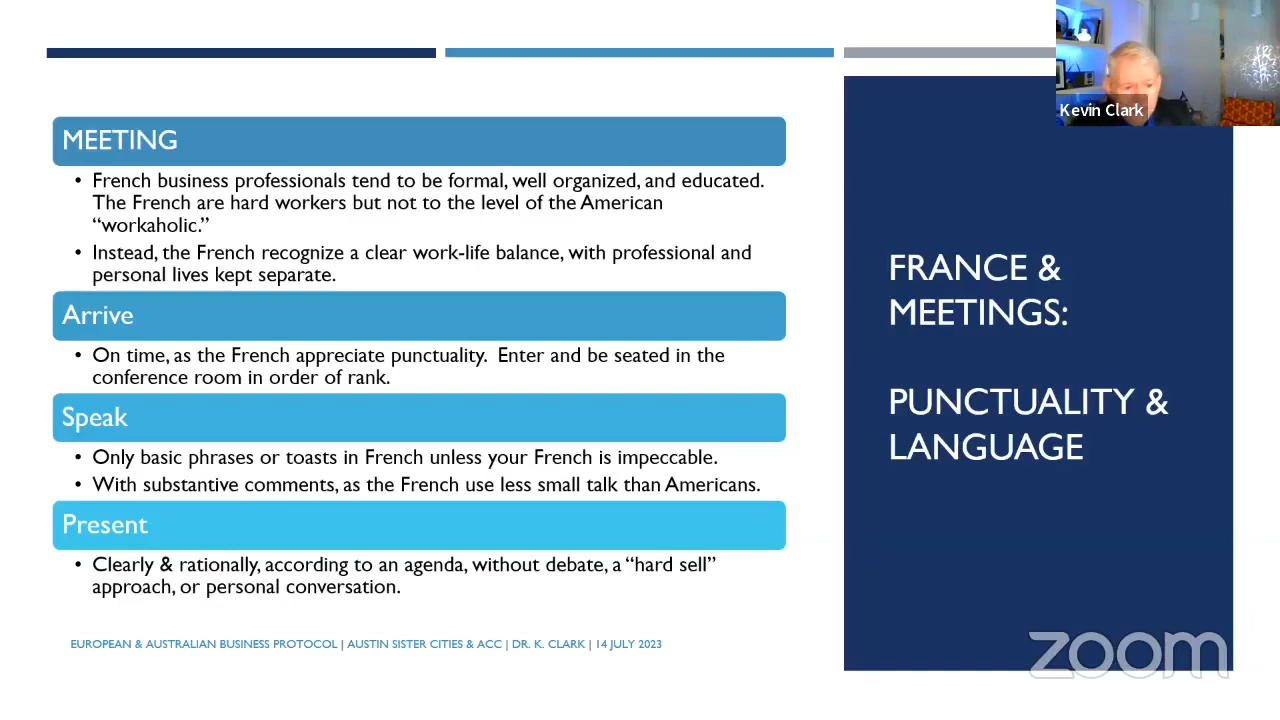 MEETING
• French business professionals tend to be formal, well organized, and educated.
The French are hard workers but not to the level of the American
“workaholic.”
• Instead, the French recognize a clear work-life balance, with professional and
personal lives kept separate.
Arrive
• On time, as the French appreciate punctuality.  Enter and be seated in the
conference room in order of rank.
Speak
• Only basic phrases or toasts in French unless your French is impeccable.
• With substantive comments, as the French use less small talk than Americans.
Present
• Clearly & rationally, according to an agenda, without debate, a “hard sell”
approach, or personal conversation.
EUROPEAN & AUSTRALIAN BUSINESS PROTOCOL | AUSTIN SISTER CITIES & ACC | DR. K. CLARK | 14 JULY 2023
Kevin Clark
FRANCE &
MEETINGS:
PUNCTUALITY &
LANGUAGE
zoom